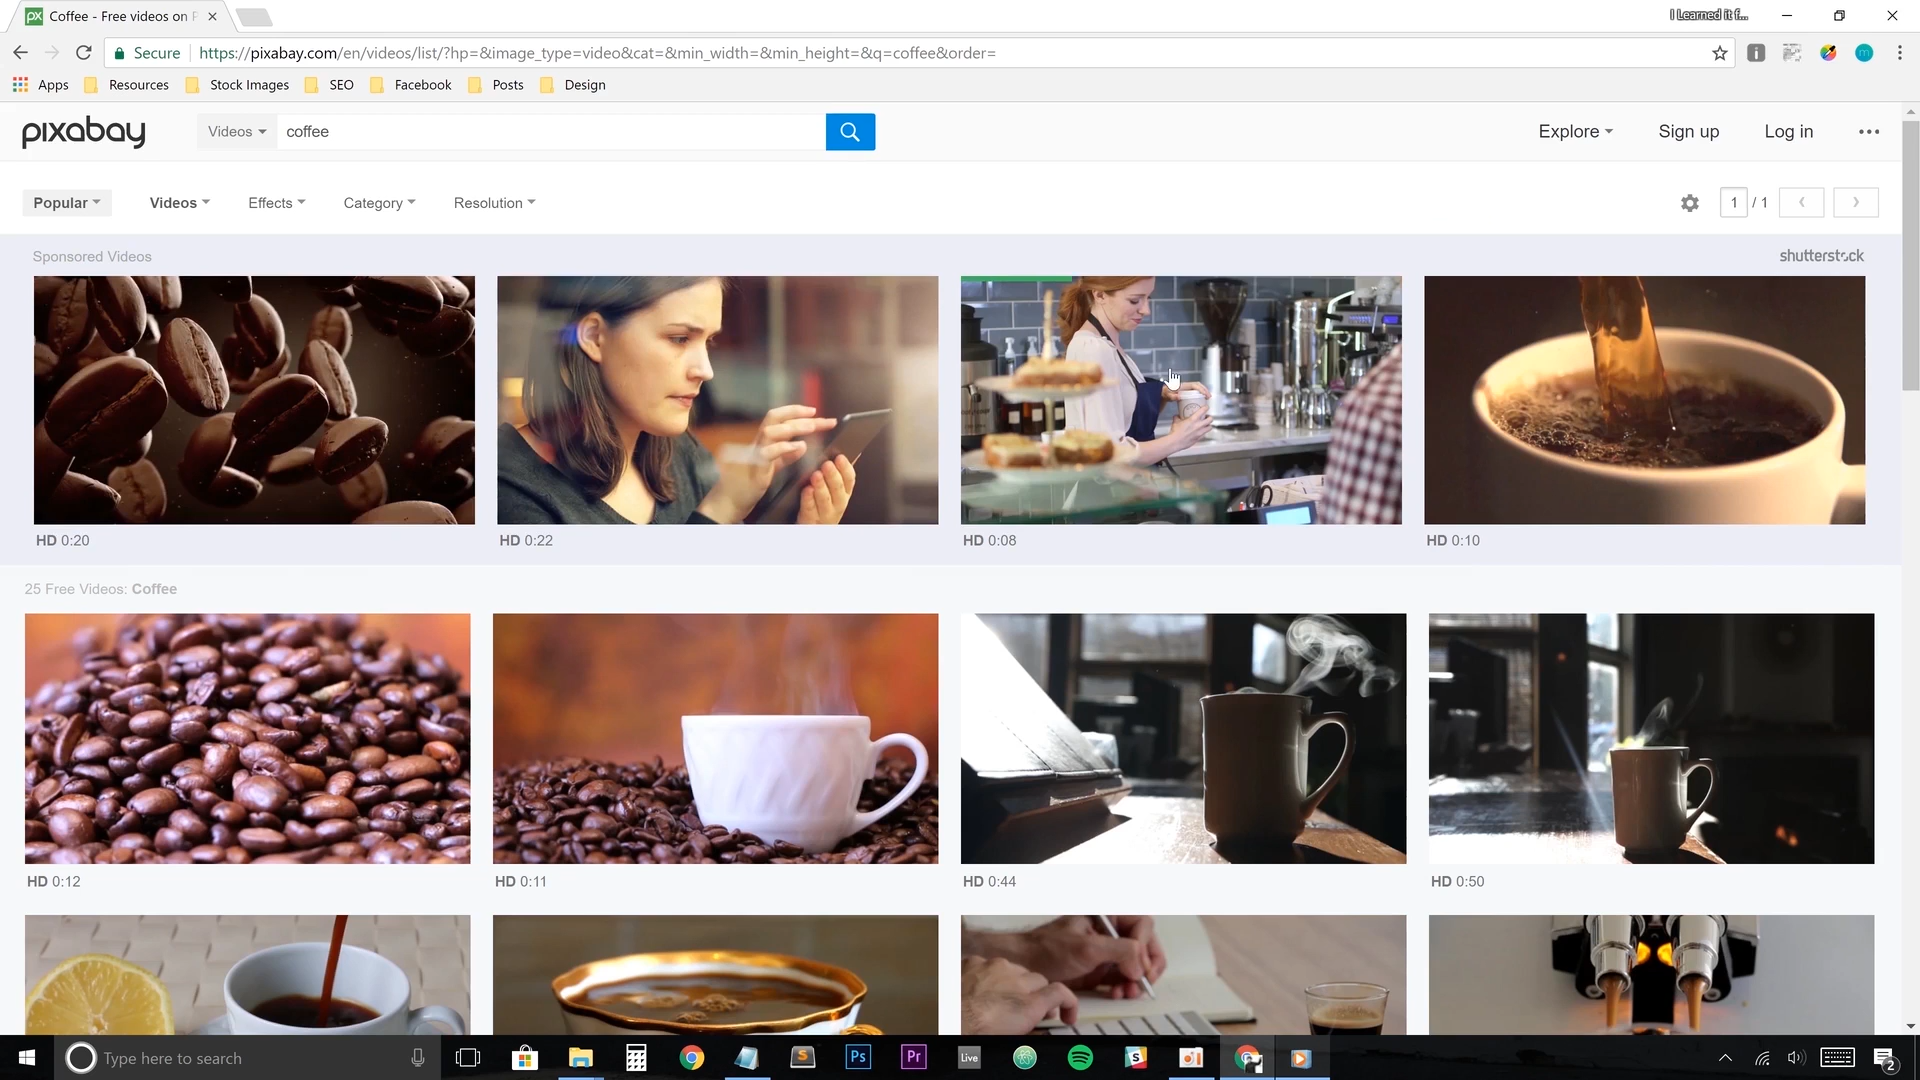 Coffee - Free videos on P
I Learned it f...
Secure
https://pixabay.com/en/videos/list/?hp=&image_type=video&cat=&min_width=&min_height=&q=coffee&order=
Apps Resources Stock Images SEO Facebook Posts Design
pixabay Videos coffee Explore Sign up Log in
Popular Videos Effects Category Resolution 1 / 1
Sponsored Videos shutterstock
HD 0:20 HD 0:22 HD 0:08 HD 0:10
25 Free Videos: Coffee
HD 0:12 HD 0:11 HD 0:44 HD 0:50
Type here to search Ps Pr Live 2